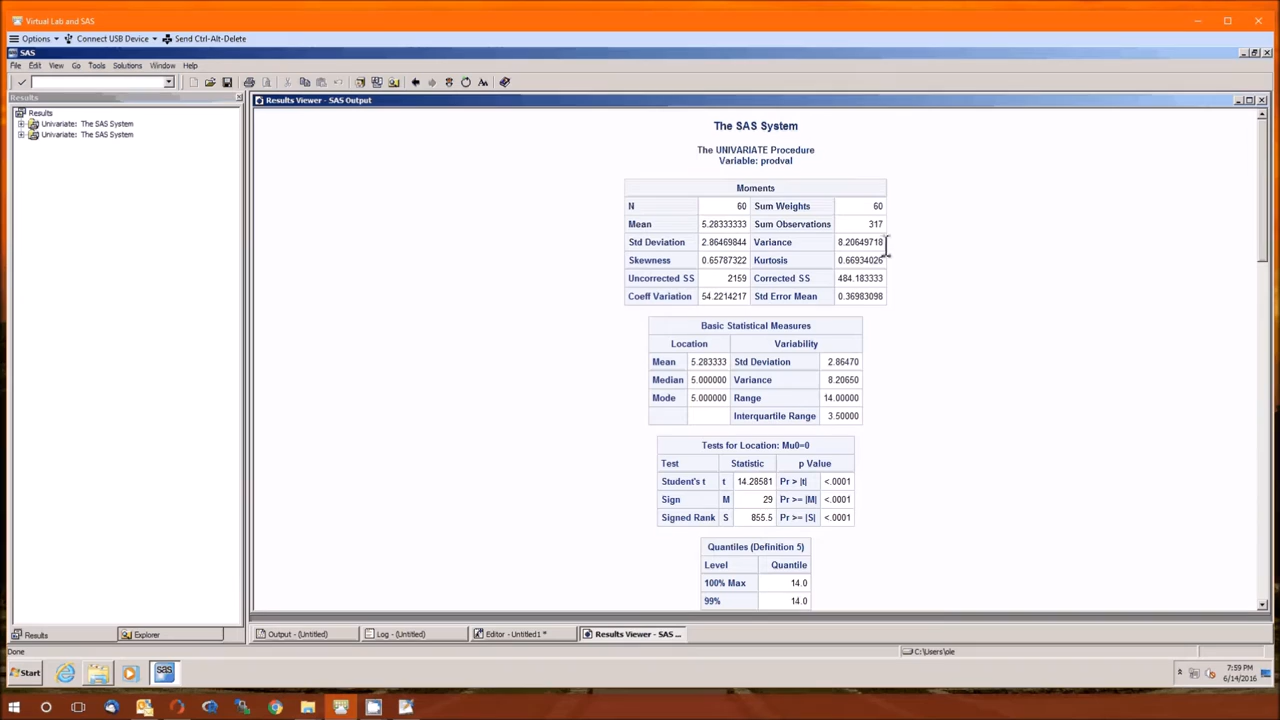 Virtual Lab and SAS
Options Connect USB Device Send Ctrl-Alt-Delete
SAS
File Edit View Go Tools Solutions Window Help
Results
Results Viewer - SAS Output
Results
Univariate: The SAS System
Univariate: The SAS System
The SAS System
The UNIVARIATE Procedure
Variable: prodval
Moments
N 60 Sum Weights 60
Mean 5.28333333 Sum Observations 317
Std Deviation 2.86469844 Variance 8.20649718
Skewness 0.65787322 Kurtosis 0.66934026
Uncorrected SS 2159 Corrected SS 484.183333
Coeff Variation 54.2214217 Std Error Mean 0.36983098
Basic Statistical Measures
Location Variability
Mean 5.283333 Std Deviation 2.86470
Median 5.000000 Variance 8.20650
Mode 5.000000 Range 14.00000
Interquartile Range 3.50000
Tests for Location: Mu0=0
Test Statistic p Value
Student's t t 14.28581 Pr > |t| <.0001
Sign M 29 Pr >= |M| <.0001
Signed Rank S 855.5 Pr >= |S| <.0001
Quantiles (Definition 5)
Level Quantile
100% Max 14.0
99% 14.0
Results Explorer Output - (Untitled) Log - (Untitled) Editor - Untitled1 * Results Viewer - SAS ...
Done C:\Users\ole
Start sas 7:59 PM
6/14/2016